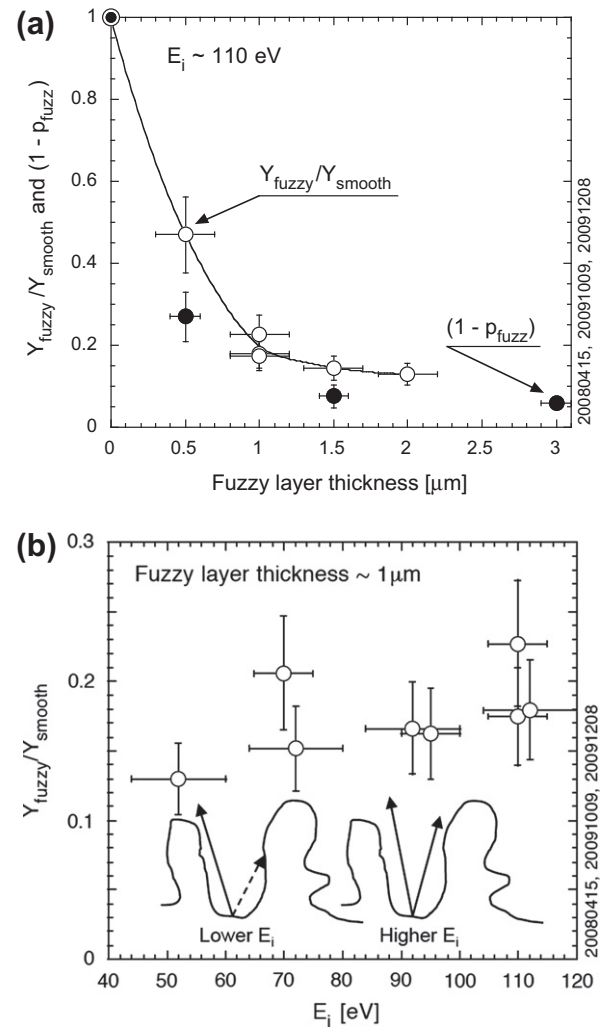 (a)
E_i ~ 110 eV
Y_fuzzy/Y_smooth and (1 - p_fuzz)
1
0.8
0.6
0.4
0.2
0
Y_fuzzy/Y_smooth
(1 - p_fuzz)
0 0.5 1 1.5 2 2.5 3
Fuzzy layer thickness [μm]
20080415, 20091009, 20091208
(b)
Fuzzy layer thickness ~ 1μm
Y_fuzzy/Y_smooth
0.3
0.2
0.1
0
Lower E_i Higher E_i
40 50 60 70 80 90 100 110 120
E_i [eV]
20080415, 20091009, 20091208